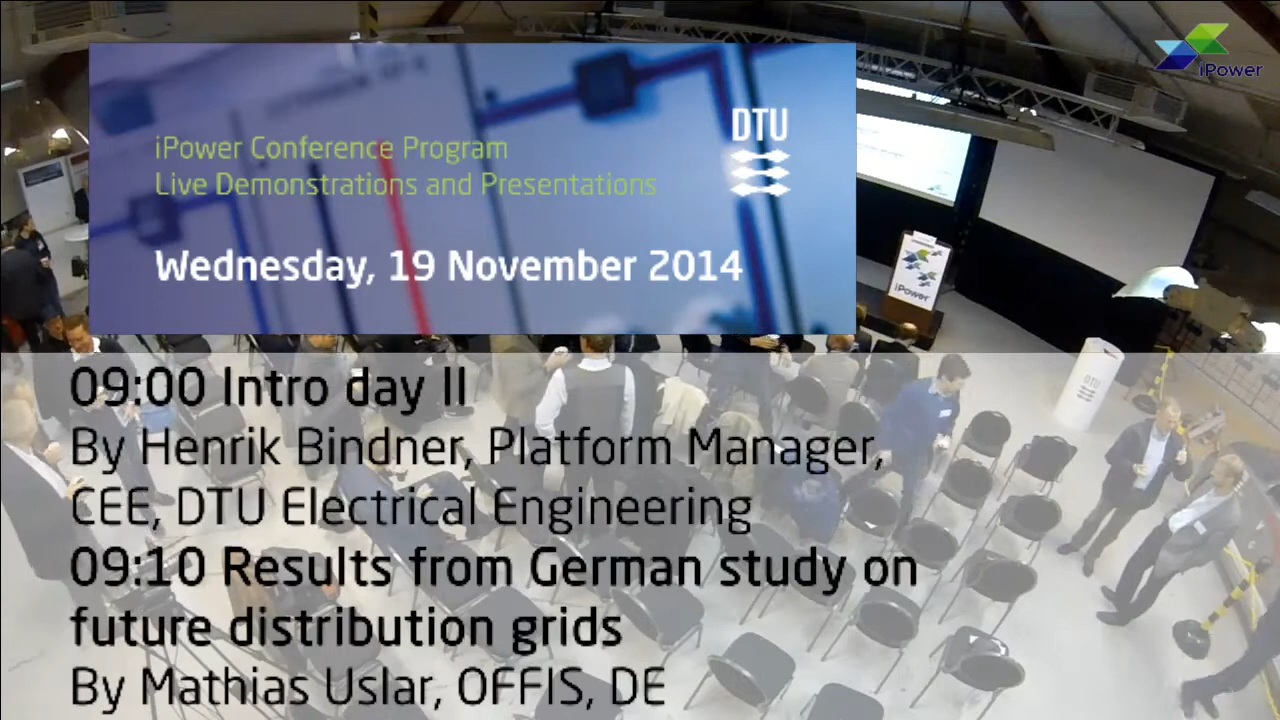 iPower
iPower Conference Program
Live Demonstrations and Presentations
DTU
Wednesday, 19 November 2014
iPower
DTU
09:00 Intro day II
By Henrik Bindner, Platform Manager,
CEE, DTU Electrical Engineering
09:10 Results from German study on
future distribution grids
By Mathias Uslar, OFFIS, DE